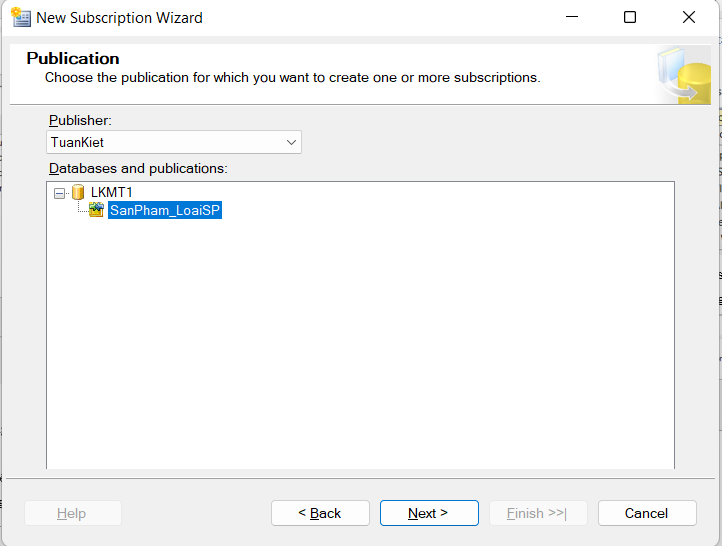 New Subscription Wizard
Publication
Choose the publication for which you want to create one or more subscriptions.
Publisher:
TuanKiet
Databases and publications:
LKMT1
SanPham_LoaiSP
Help
< Back
Next >
Finish >>|
Cancel